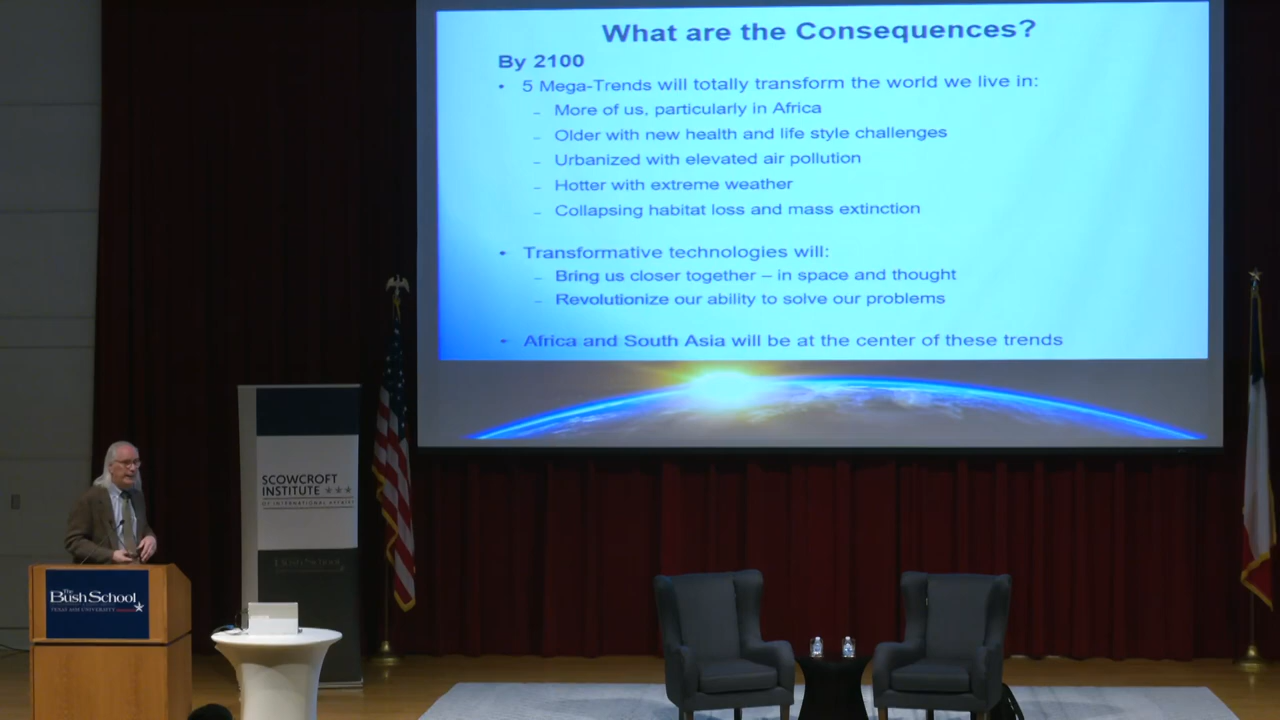 What are the Consequences?
By 2100
• 5 Mega-Trends will totally transform the world we live in:
– More of us, particularly in Africa
– Older with new health and life style challenges
– Urbanized with elevated air pollution
– Hotter with extreme weather
– Collapsing habitat loss and mass extinction
• Transformative technologies will:
– Bring us closer together – in space and thought
– Revolutionize our ability to solve our problems
• Africa and South Asia will be at the center of these trends
SCOWCROFT
INSTITUTE
OF INTERNATIONAL AFFAIRS
The Bush School
The
Bush School
TEXAS A&M UNIVERSITY